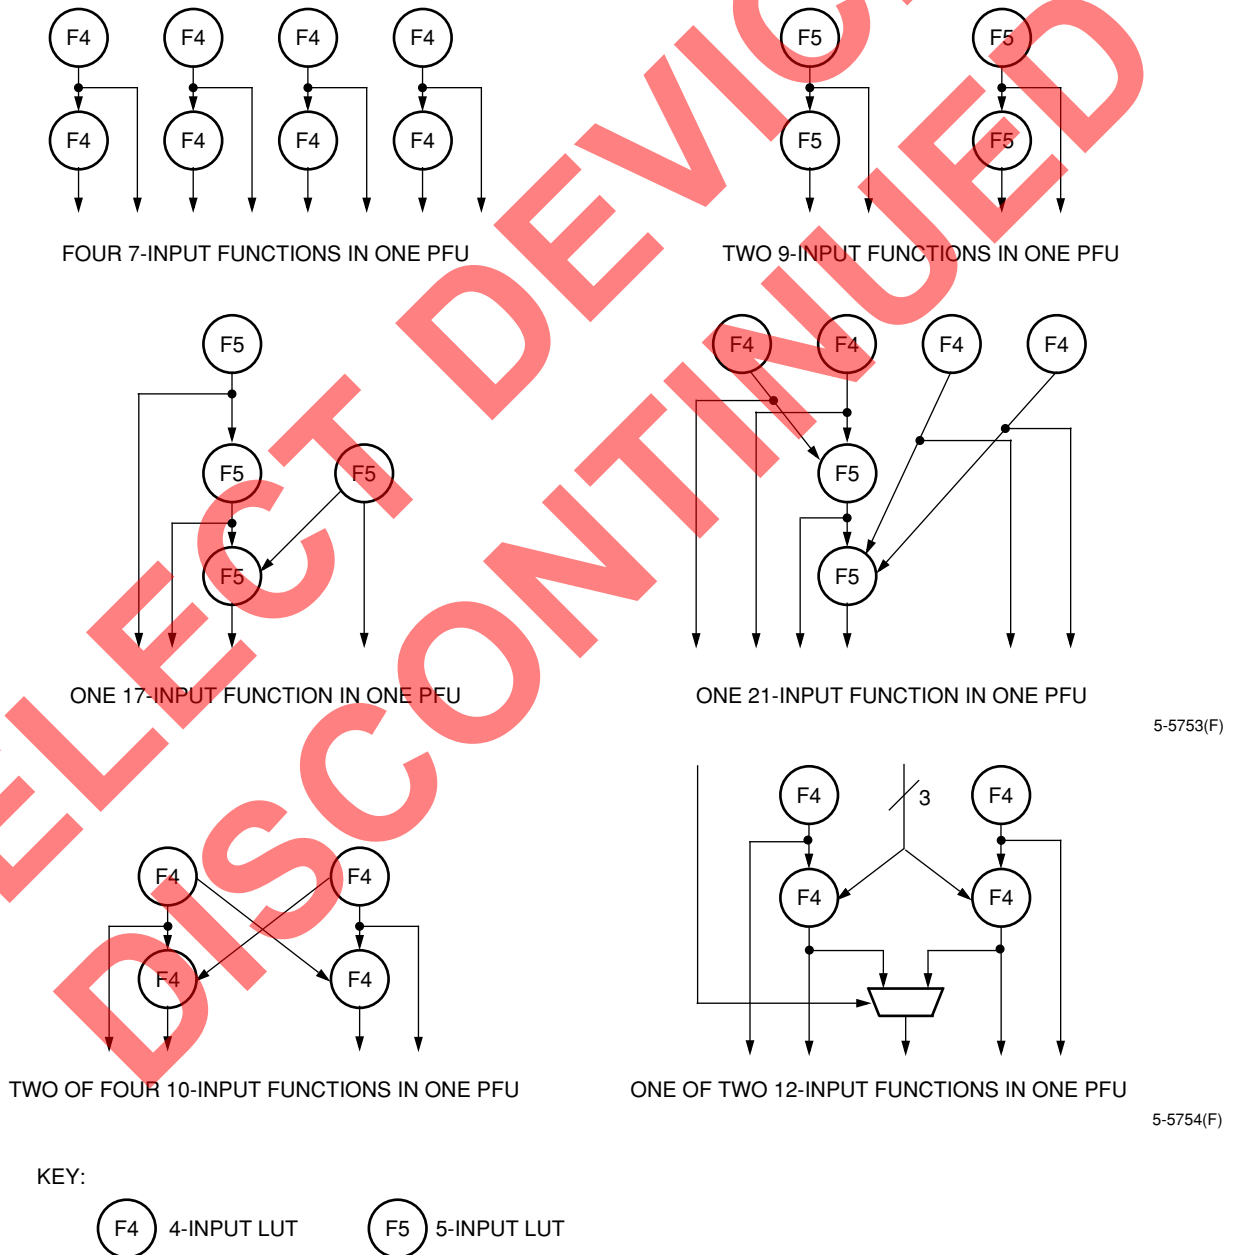 F4 F4 F4 F4 F5 F5
F4 F4 F4 F4 F5 F5
FOUR 7-INPUT FUNCTIONS IN ONE PFU
TWO 9-INPUT FUNCTIONS IN ONE PFU
F5
F5 F5
F5
ONE 17-INPUT FUNCTION IN ONE PFU
F4 F4 F4 F4
F5
F5
ONE 21-INPUT FUNCTION IN ONE PFU
5-5753(F)
F4 F4
F4 F4
TWO OF FOUR 10-INPUT FUNCTIONS IN ONE PFU
F4 3 F4
F4 F4
ONE OF TWO 12-INPUT FUNCTIONS IN ONE PFU
5-5754(F)
KEY:
F4 4-INPUT LUT F5 5-INPUT LUT
DISCONTINUED